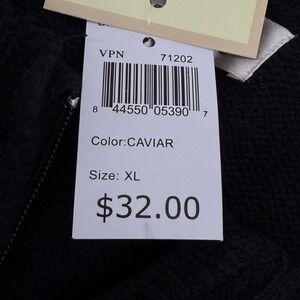 VPN 71202
8 44550 05390 7
Color:CAVIAR
Size: XL
$32.00